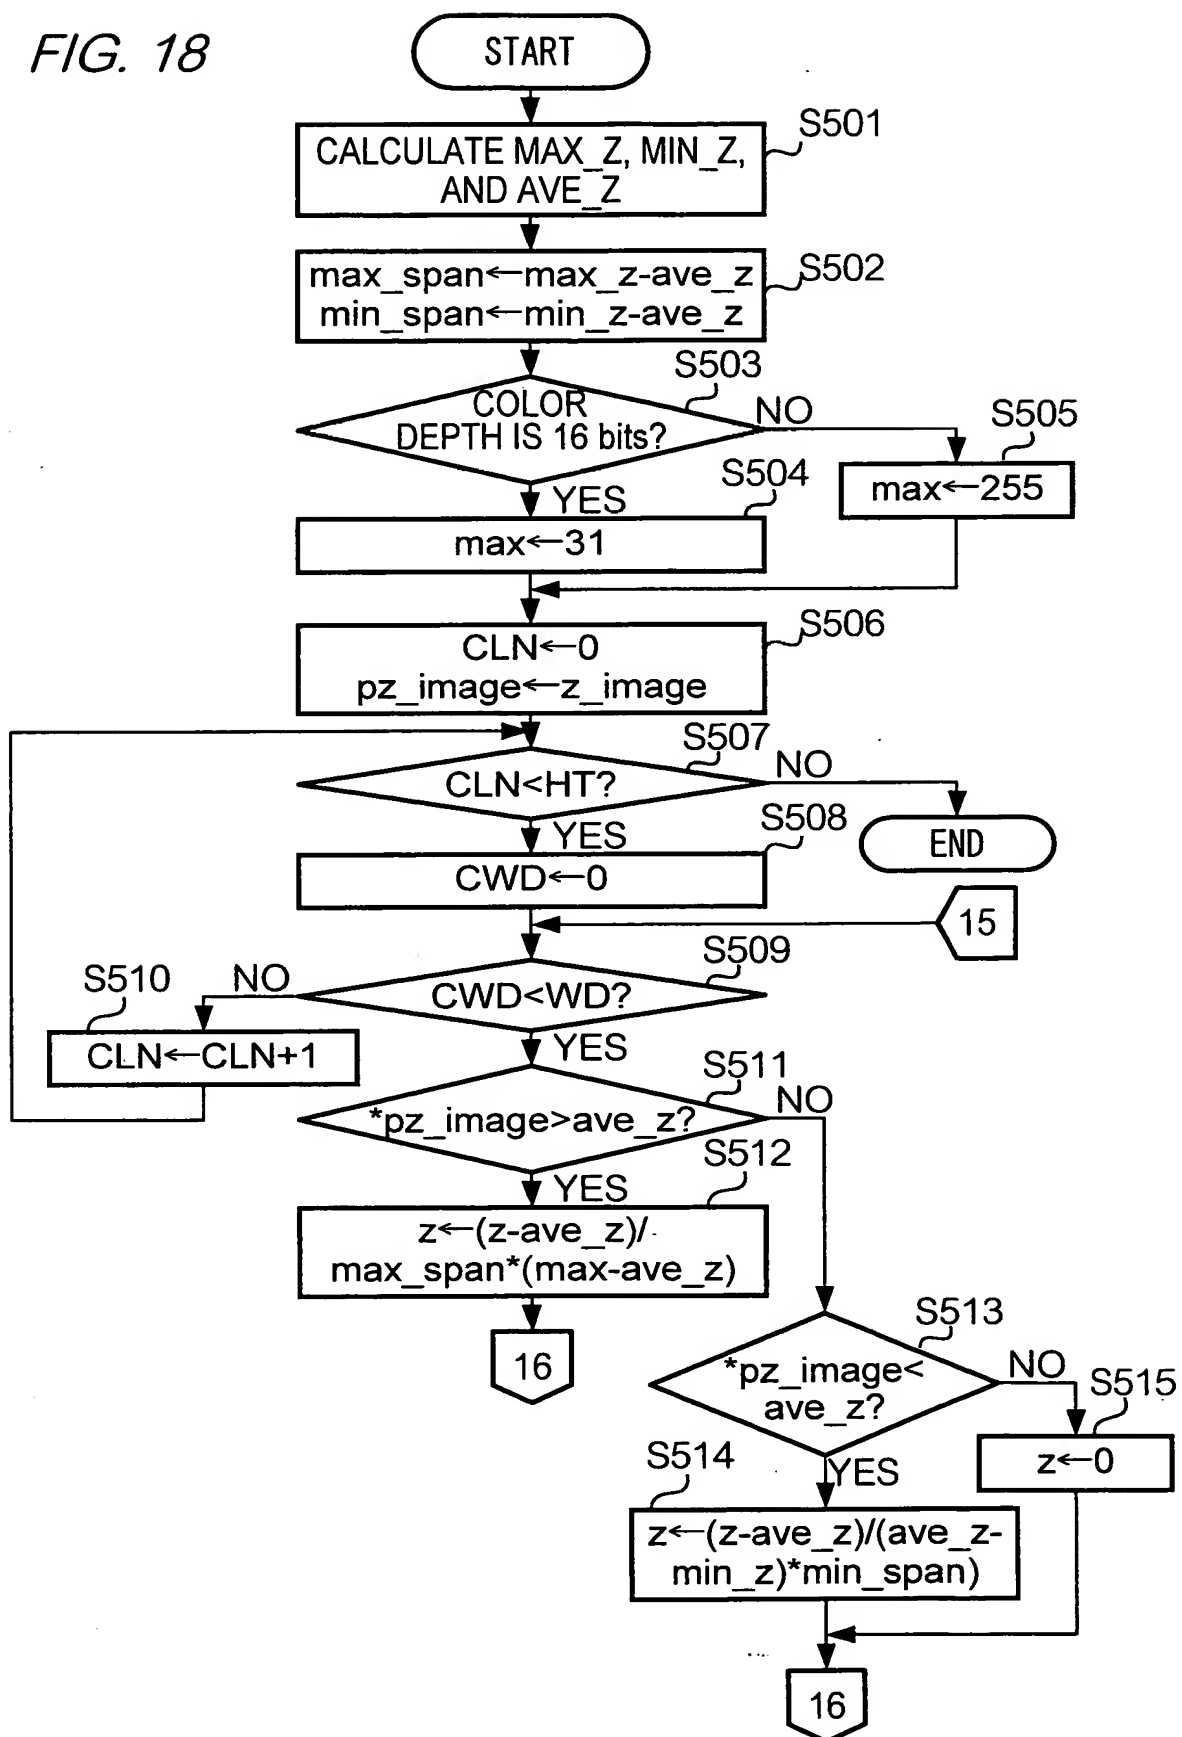 FIG. 18
START
S501
CALCULATE MAX_Z, MIN_Z,
AND AVE_Z
S502
max_span←max_z-ave_z
min_span←min_z-ave_z
S503
COLOR
DEPTH IS 16 bits?
NO
S505
max←255
S504
YES
max←31
S506
CLN←0
pz_image←z_image
S507
CLN<HT?
NO
END
YES
S508
CWD←0
15
S509
CWD<WD?
NO
S510
CLN←CLN+1
YES
S511
*pz_image>ave_z?
NO
S512
YES
z←(z-ave_z)/
max_span*(max-ave_z)
16
S513
*pz_image<
ave_z?
NO
S515
z←0
S514
YES
z←(z-ave_z)/(ave_z-
min_z)*min_span)
16